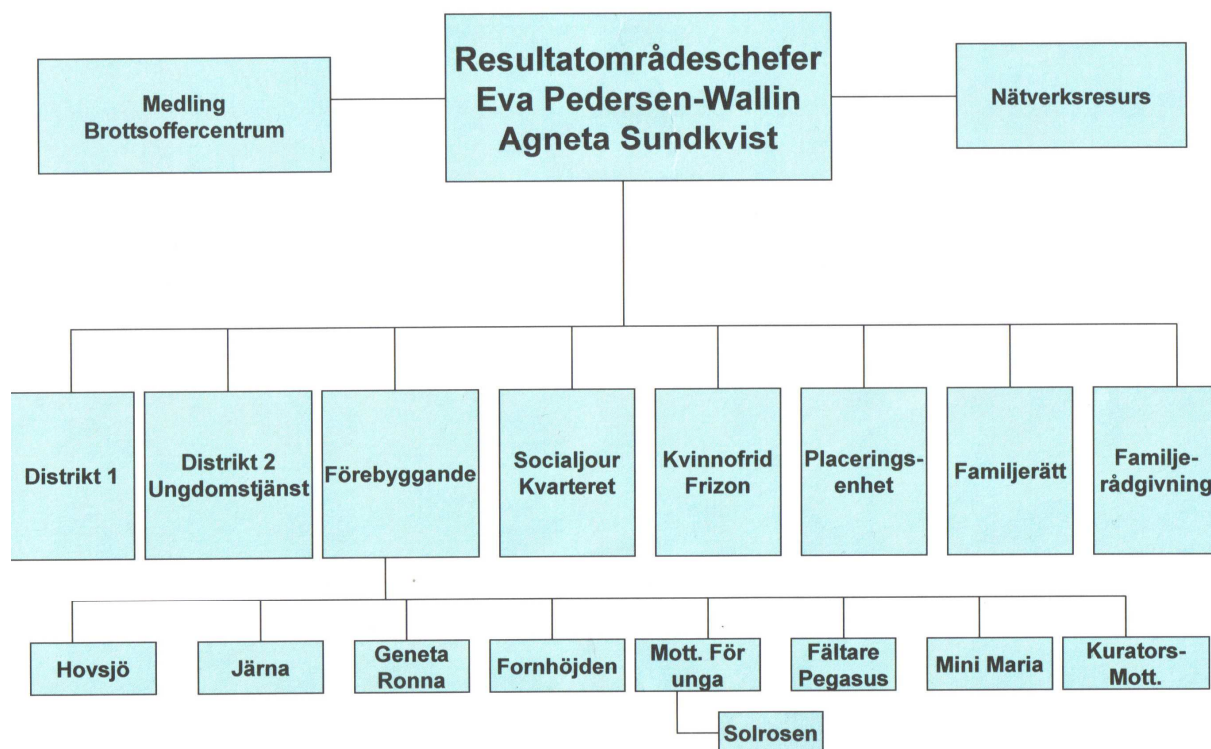 Resultatområdeschefer
Eva Pedersen-Wallin
Agneta Sundkvist
Medling
Brottsoffercentrum
Nätverksresurs
Distrikt 1
Distrikt 2
Ungdomstjänst
Förebyggande
Socialjour
Kvarteret
Kvinnofrid
Frizon
Placerings-
enhet
Familjerätt
Familje-
rådgivning
Hovsjö
Järna
Geneta
Ronna
Fornhöjden
Mott. För
unga
Fältare
Pegasus
Mini Maria
Kurators-
Mott.
Solrosen